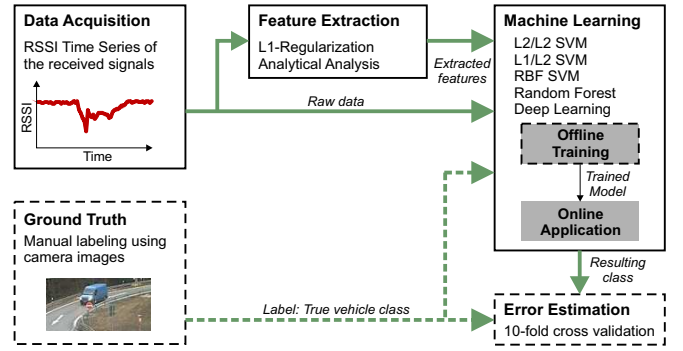 Data Acquisition
RSSI Time Series of
the received signals
RSSI
Time
Feature Extraction
L1-Regularization
Analytical Analysis
Extracted
features
Raw data
Machine Learning
L2/L2 SVM
L1/L2 SVM
RBF SVM
Random Forest
Deep Learning
Offline
Training
Trained
Model
Online
Application
Ground Truth
Manual labeling using
camera images
Label: True vehicle class
Resulting
class
Error Estimation
10-fold cross validation